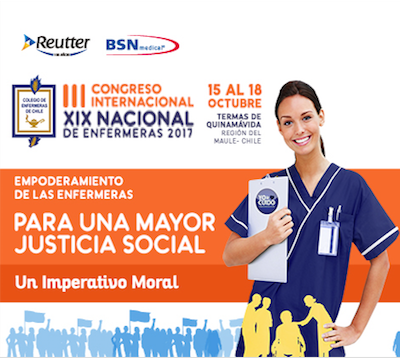 Reutter
BSN
medical®
COLEGIO DE
ENFERMERAS
DE CHILE
III CONGRESO
INTERNACIONAL
XIX NACIONAL
DE ENFERMERAS 2017
15 AL 18
OCTUBRE
TERMAS DE
QUINAMÁVIDA
REGIÓN DEL
MAULE- CHILE
EMPODERAMIENTO
DE LAS ENFERMERAS
PARA UNA MAYOR
JUSTICIA SOCIAL
Un Imperativo Moral